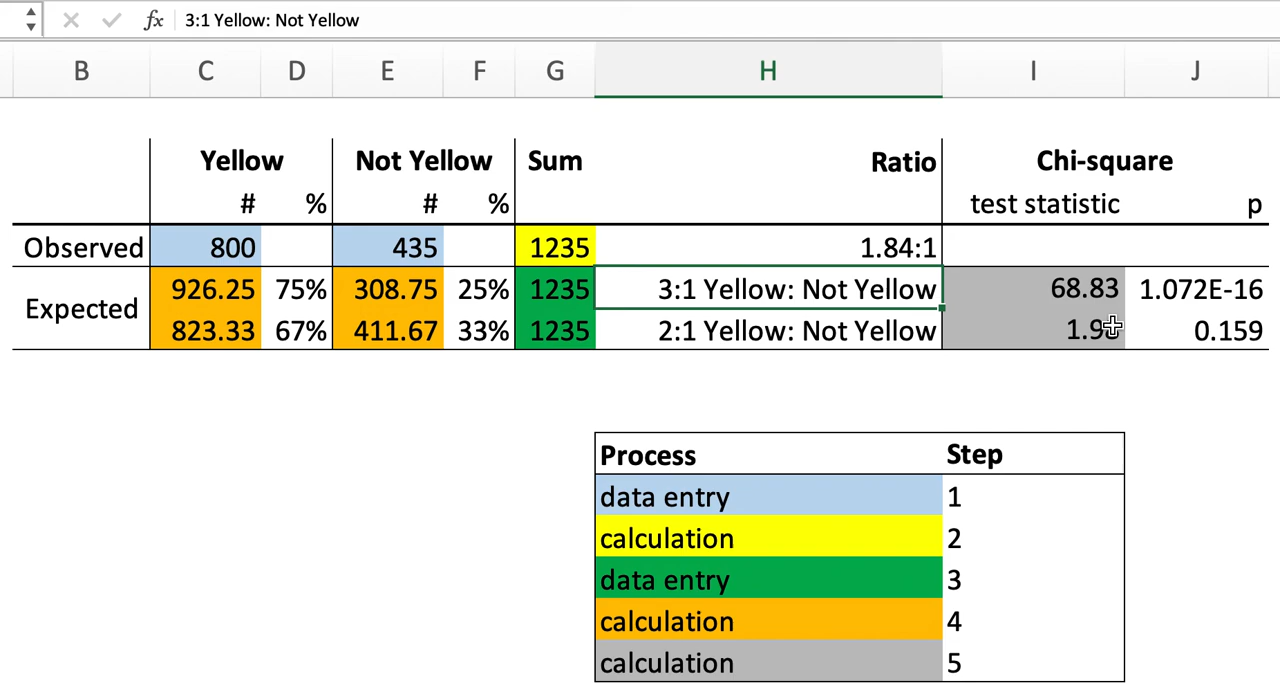 fx 3:1 Yellow: Not Yellow
B C D E F G H I J
Yellow Not Yellow Sum Ratio Chi-square
# % # % test statistic p
Observed 800 435 1235 1.84:1
Expected
926.25 75% 308.75 25% 1235 3:1 Yellow: Not Yellow 68.83 1.072E-16
823.33 67% 411.67 33% 1235 2:1 Yellow: Not Yellow 0.159
Process Step
data entry 1
calculation 2
data entry 3
calculation 4
calculation 5